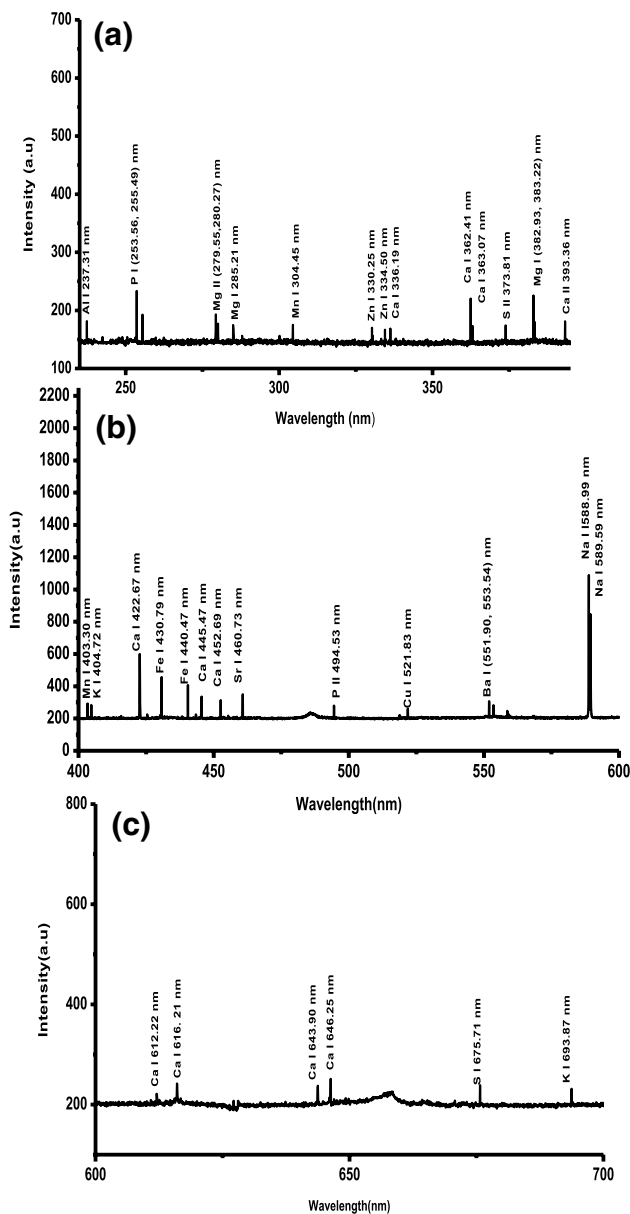 (a)
700
600
500
400
300
200
100
Intensity (a.u)
Al I 237.31 nm
P I (253.56, 255.49) nm
Mg II (279.55,280.27) nm
Mg I 285.21 nm
Mn I 304.45 nm
Zn I 330.25 nm
Zn I 334.50 nm
Ca I 336.19 nm
Ca I 362.41 nm
Ca I 363.07 nm
S II 373.81 nm
Mg I (382.93, 383.22) nm
Ca II 393.36 nm
250 300 350
Wavelength (nm)
(b)
2200
2000
1800
1600
1400
1200
1000
800
600
400
200
0
Intensity(a.u)
Mn I 403.30 nm
K I 404.72 nm
Ca I 422.67 nm
Fe I 430.79 nm
Fe I 440.47 nm
Ca I 445.47 nm
Ca I 452.69 nm
Sr I 460.73 nm
P II 494.53 nm
Cu I 521.83 nm
Ba I (551.90, 553.54) nm
Na I I588.99 nm
Na I 589.59 nm
400 450 500 550 600
Wavelength(nm)
(c)
800
600
400
200
Intensity(a.u)
Ca I 612.22 nm
Ca I 616. 21 nm
Ca I 643.90 nm
Ca I 646.25 nm
S I 675.71 nm
K I 693.87 nm
600 650 700
Wavelength(nm)